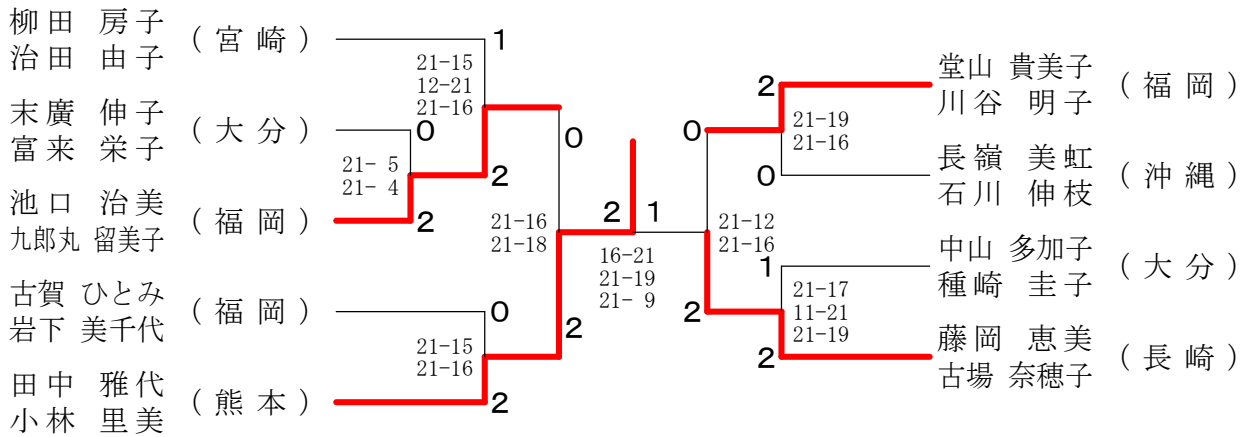 柳田 房子
治田 由子
(宮崎)
1
21-15
12-21
21-16
末廣 伸子
富来 栄子
(大分)
0
21- 5
21- 4
2
池口 治美
九郎丸 留美子
(福岡)
2
0
21-16
21-18
古賀 ひとみ
岩下 美千代
(福岡)
0
21-15
21-16
2
田中 雅代
小林 里美
(熊本)
2
2
1
16-21
21-19
21- 9
堂山 貴美子
川谷 明子
(福岡)
2
0
21-19
21-16
長嶺 美虹
石川 伸枝
(沖縄)
0
21-12
21-16
中山 多加子
種崎 圭子
(大分)
1
21-17
11-21
21-19
2
藤岡 恵美
古場 奈穂子
(長崎)
2